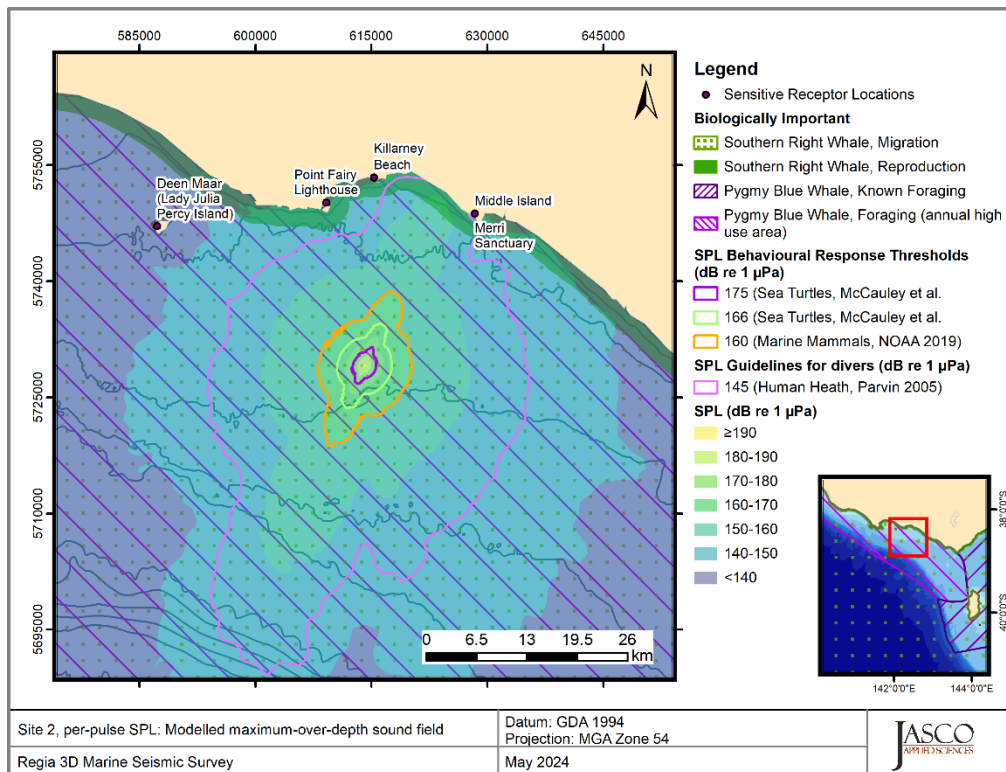 585000 600000 615000 630000 645000
5755000
5740000
5725000
5710000
5695000
N
Killarney
Beach
Point Fairy
Lighthouse
Deen Maar
(Lady Julia
Percy Island)
Middle Island
Merri
Sanctuary
0 6.5 13 19.5 26
km
Legend
Sensitive Receptor Locations
Biologically Important
Southern Right Whale, Migration
Southern Right Whale, Reproduction
Pygmy Blue Whale, Known Foraging
Pygmy Blue Whale, Foraging (annual high
use area)
SPL Behavioural Response Thresholds
(dB re 1 µPa)
175 (Sea Turtles, McCauley et al.
166 (Sea Turtles, McCauley et al.
160 (Marine Mammals, NOAA 2019)
SPL Guidelines for divers (dB re 1 µPa)
145 (Human Heath, Parvin 2005)
SPL (dB re 1 µPa)
≥190
180-190
170-180
160-170
150-160
140-150
<140
38°0'0"S
40°0'0"S
142°0'0"E 144°0'0"E
Site 2, per-pulse SPL: Modelled maximum-over-depth sound field
Regia 3D Marine Seismic Survey
Datum: GDA 1994
Projection: MGA Zone 54
May 2024
JASCO
APPLIED SCIENCES